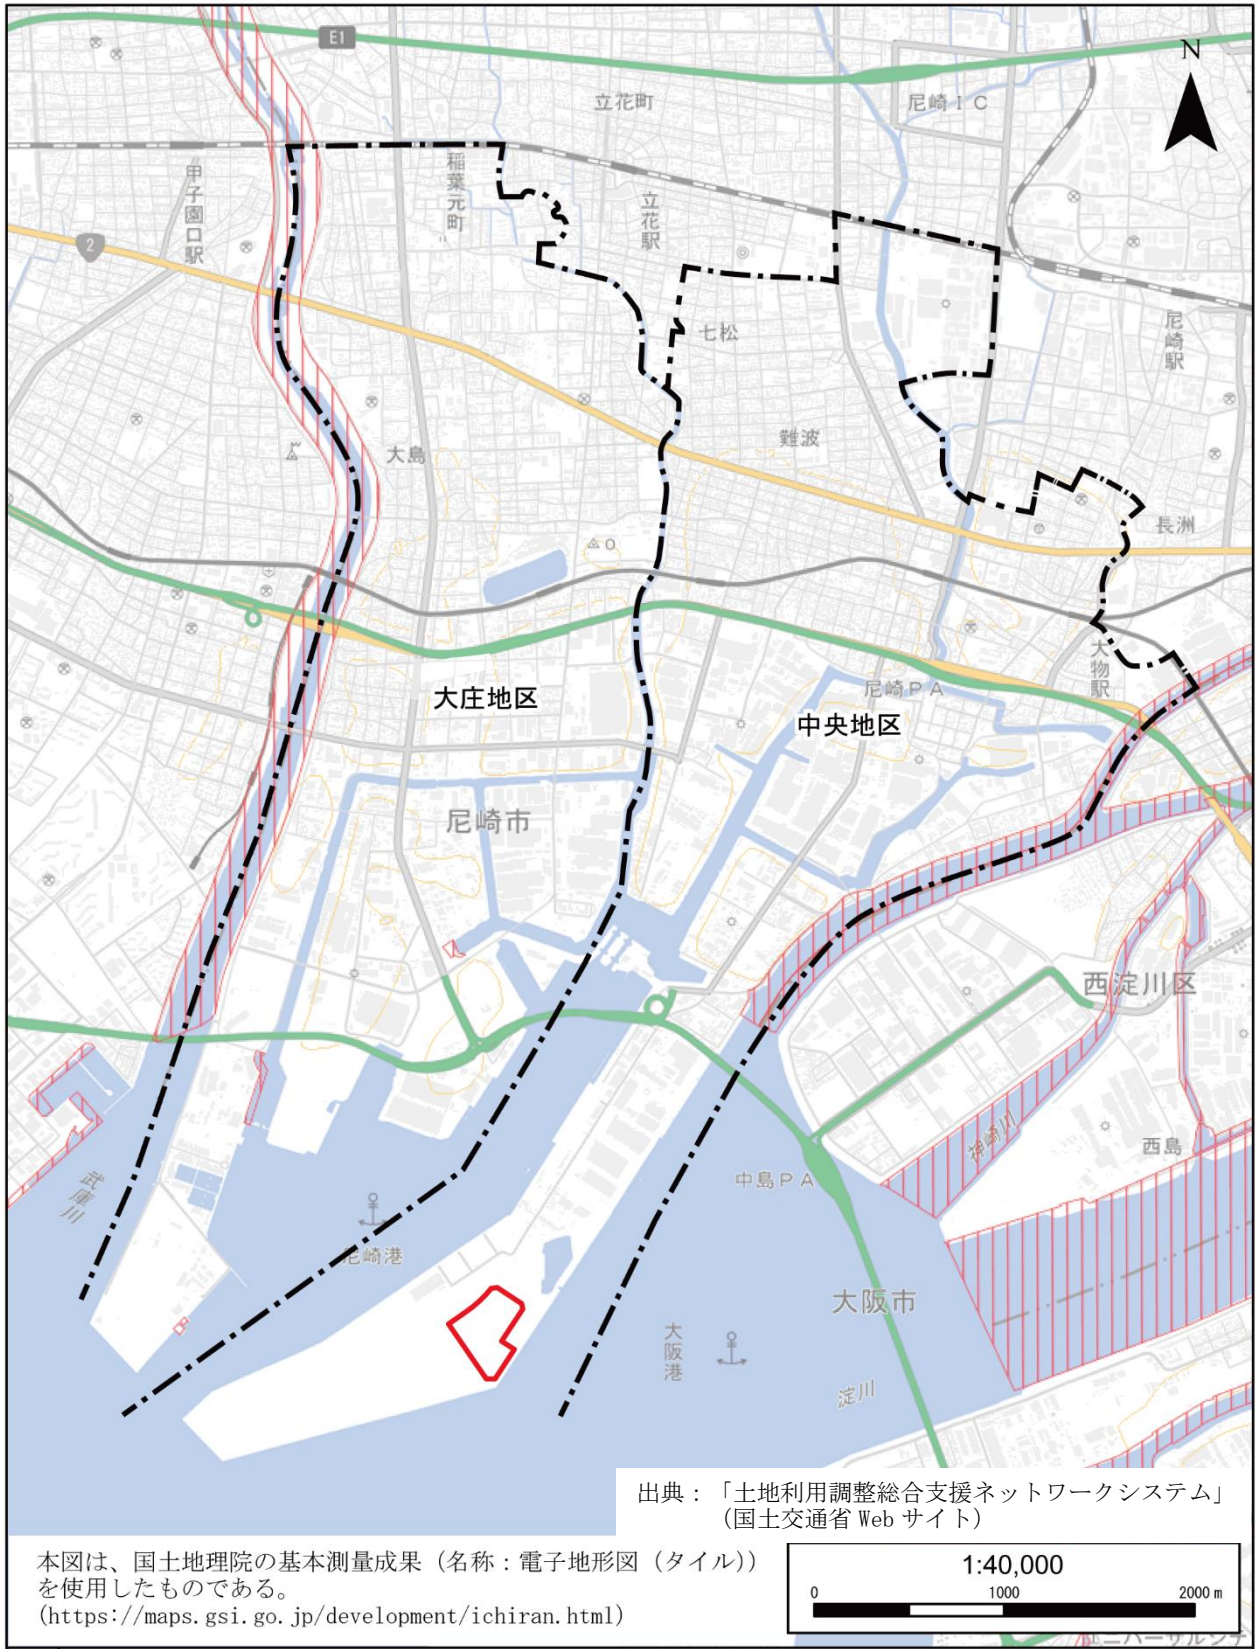 E1
N
立花町
尼崎IC
甲子園口駅
稲葉元町
立花駅
2
七松
尼崎駅
難波
大島
長洲
大物駅
尼崎PA
大庄地区
中央地区
尼崎市
西淀川区
神崎川
西島
武庫川
中島PA
尼崎港
大阪市
大阪港
淀川
出典：「土地利用調整総合支援ネットワークシステム」
（国土交通省 Web サイト）
本図は、国土地理院の基本測量成果（名称：電子地形図（タイル））
を使用したものである。
(https://maps.gsi.go.jp/development/ichiran.html)
1:40,000
0 1000 2000 m